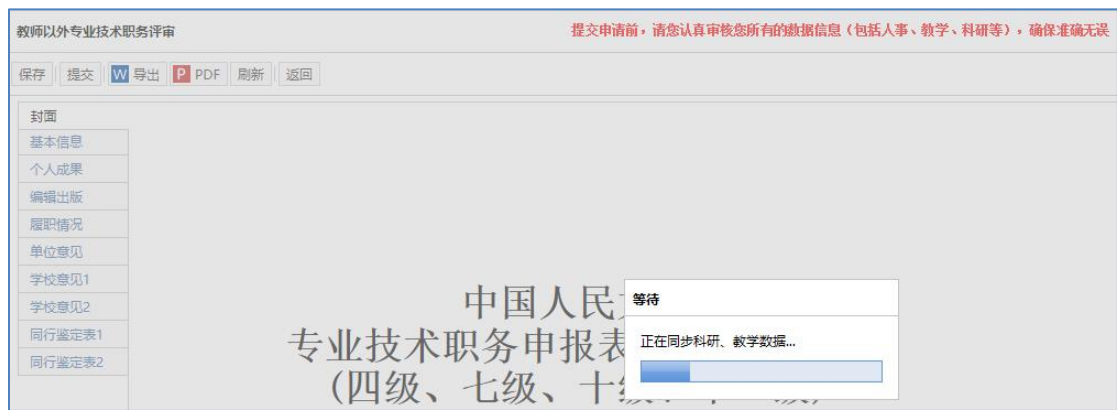 教师以外专业技术职务评审
提交申请前，请您认真审核您所有的数据信息（包括人事、教学、科研等），确保准确无误
保存 提交 W 导出 P PDF 刷新 返回
封面
基本信息
个人成果
编辑出版
履职情况
单位意见
学校意见1
学校意见2
同行鉴定表1
同行鉴定表2
中国人民
专业技术职务申报表
（四级、七级、十
等待
正在同步科研、教学数据...